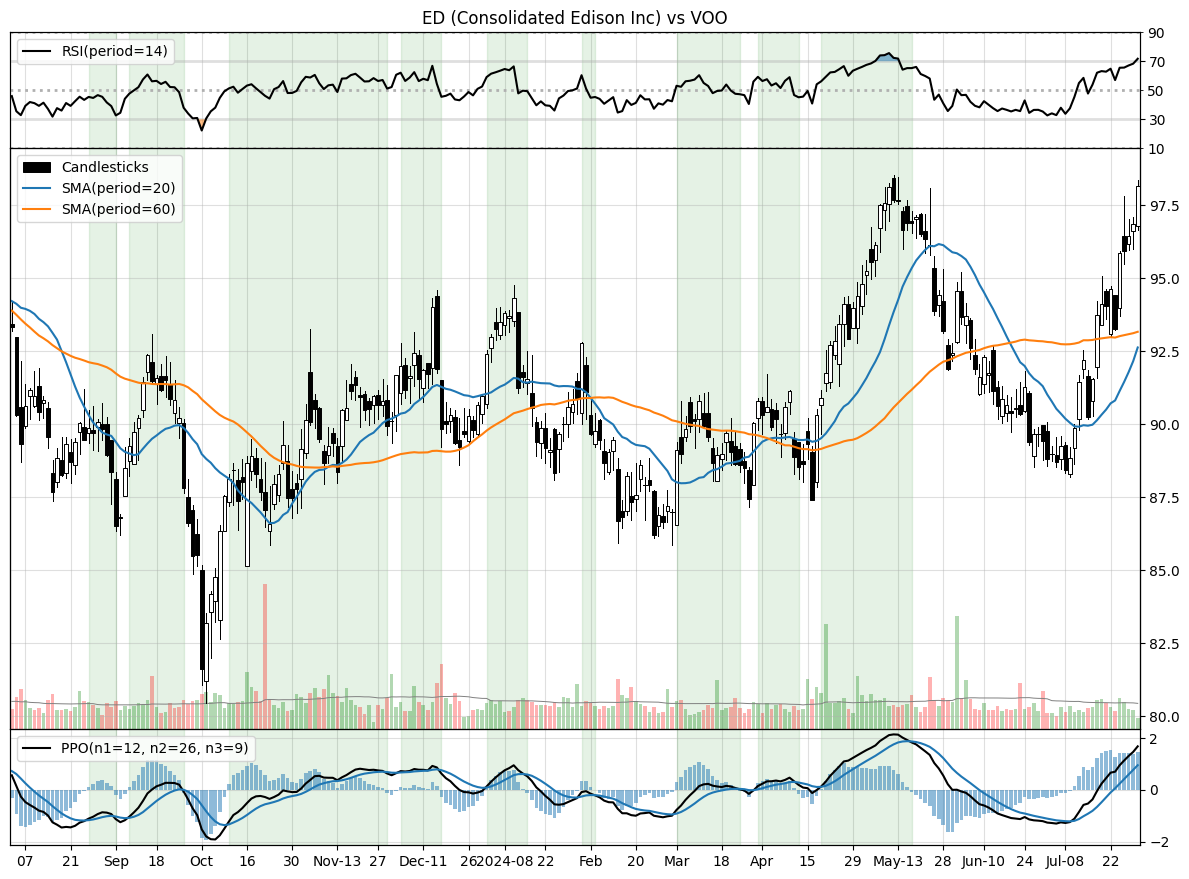 ED (Consolidated Edison Inc) vs VOO
RSI(period=14)
90
70
50
30
10
Candlesticks
SMA(period=20)
SMA(period=60)
97.5
95.0
92.5
90.0
87.5
85.0
82.5
80.0
PPO(n1=12, n2=26, n3=9)
2
0
−2
07 21 Sep 18 Oct 16 30 Nov-13 27 Dec-11 26 2024-08 22 Feb 20 Mar 18 Apr 15 29 May-13 28 Jun-10 24 Jul-08 22